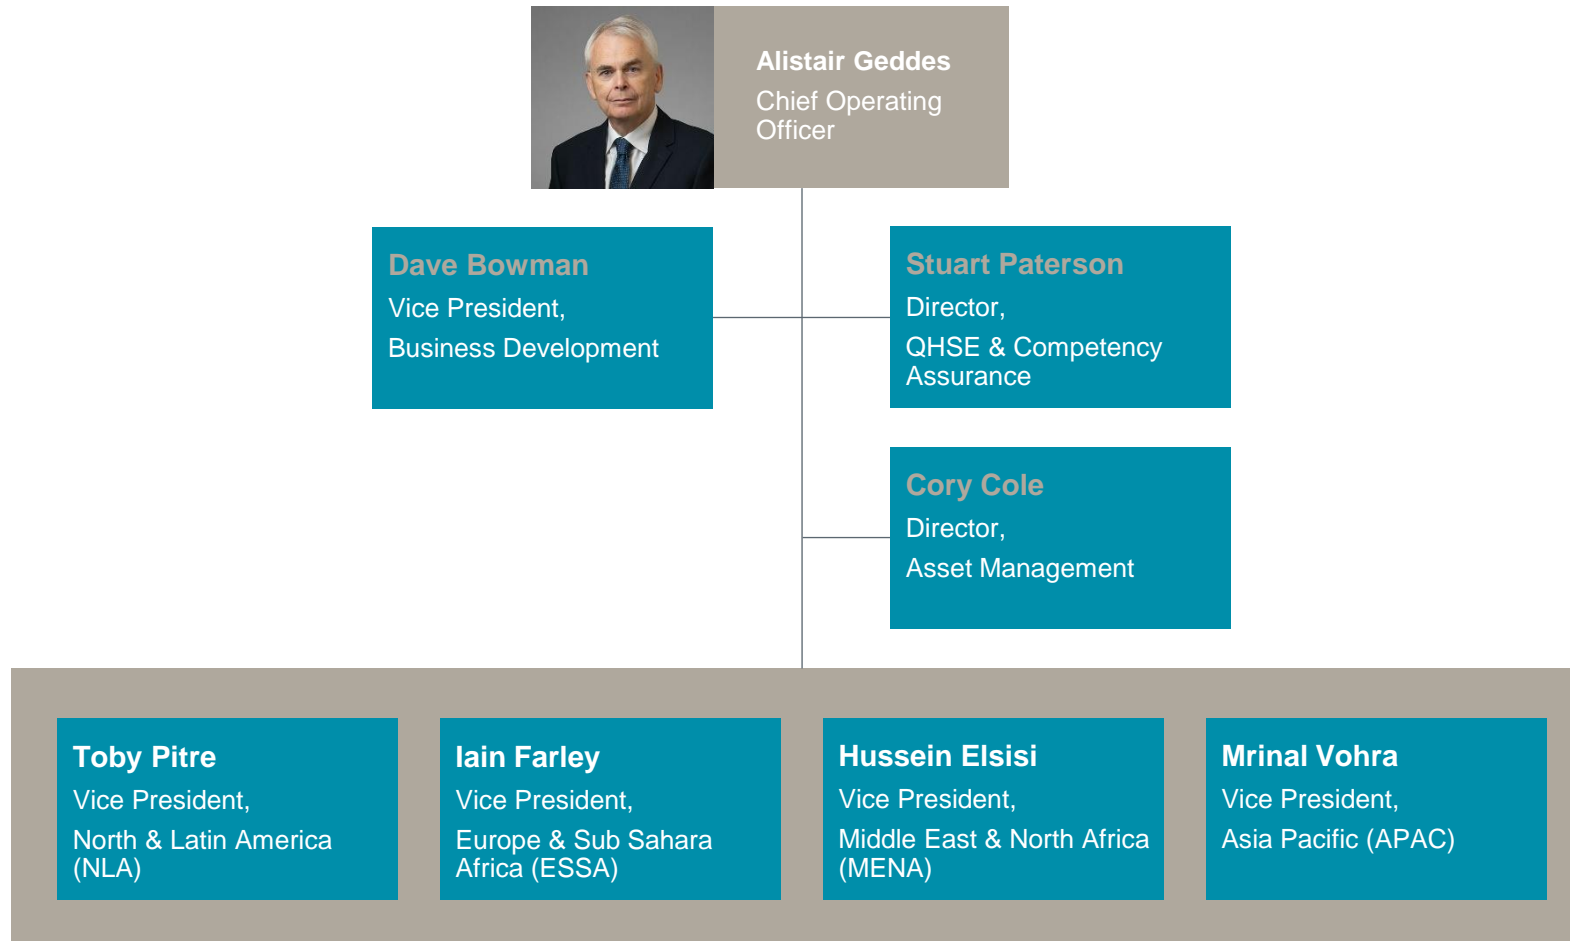 Alistair Geddes
Chief Operating
Officer
Dave Bowman
Vice President,
Business Development
Stuart Paterson
Director,
QHSE & Competency
Assurance
Cory Cole
Director,
Asset Management
Toby Pitre
Vice President,
North & Latin America
(NLA)
Iain Farley
Vice President,
Europe & Sub Sahara
Africa (ESSA)
Hussein Elsisi
Vice President,
Middle East & North Africa
(MENA)
Mrinal Vohra
Vice President,
Asia Pacific (APAC)